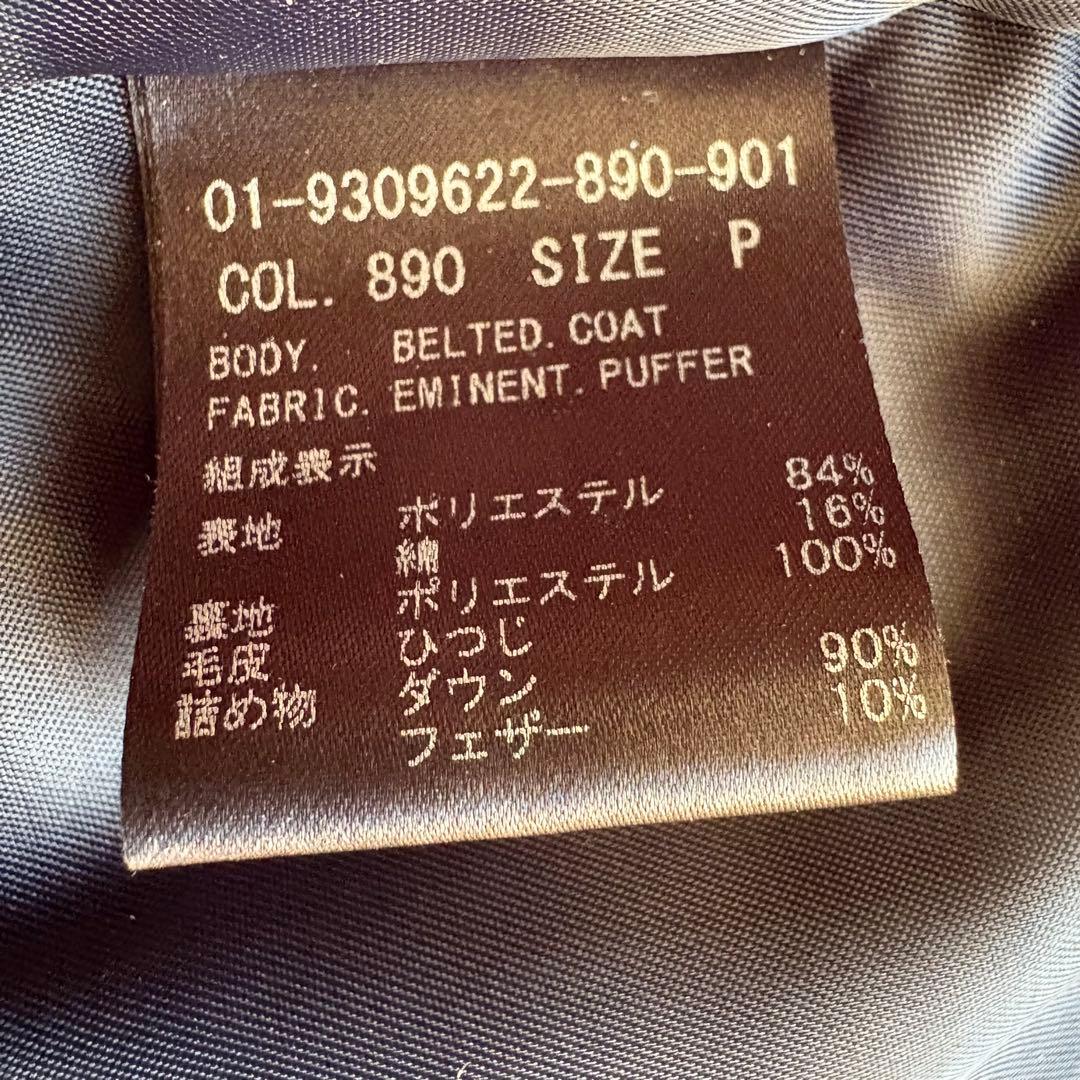 01-9309622-890-901
COL. 890 SIZE P
BODY. BELTED. COAT
FABRIC. EMINENT. PUFFER
組成表示
表地 ポリエステル 84%
綿 16%
裏地 ポリエステル 100%
毛皮 ひつじ
詰め物 ダウン 90%
フェザー 10%